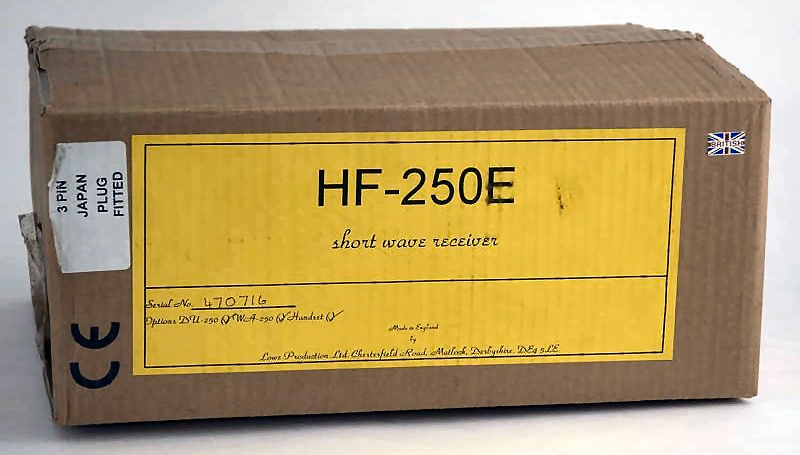 3 PiN
JAPAN
PLUG
FITTED
HF-250E
short wave receiver
BRITISH
Serial No. 470716
Options DU-250 (✓) WA-250 (✓) Handset (✓)
Made in England
by
Lowe Production Ltd. Chesterfield Road, Matlock, Derbyshire, DE4 5LE
CE